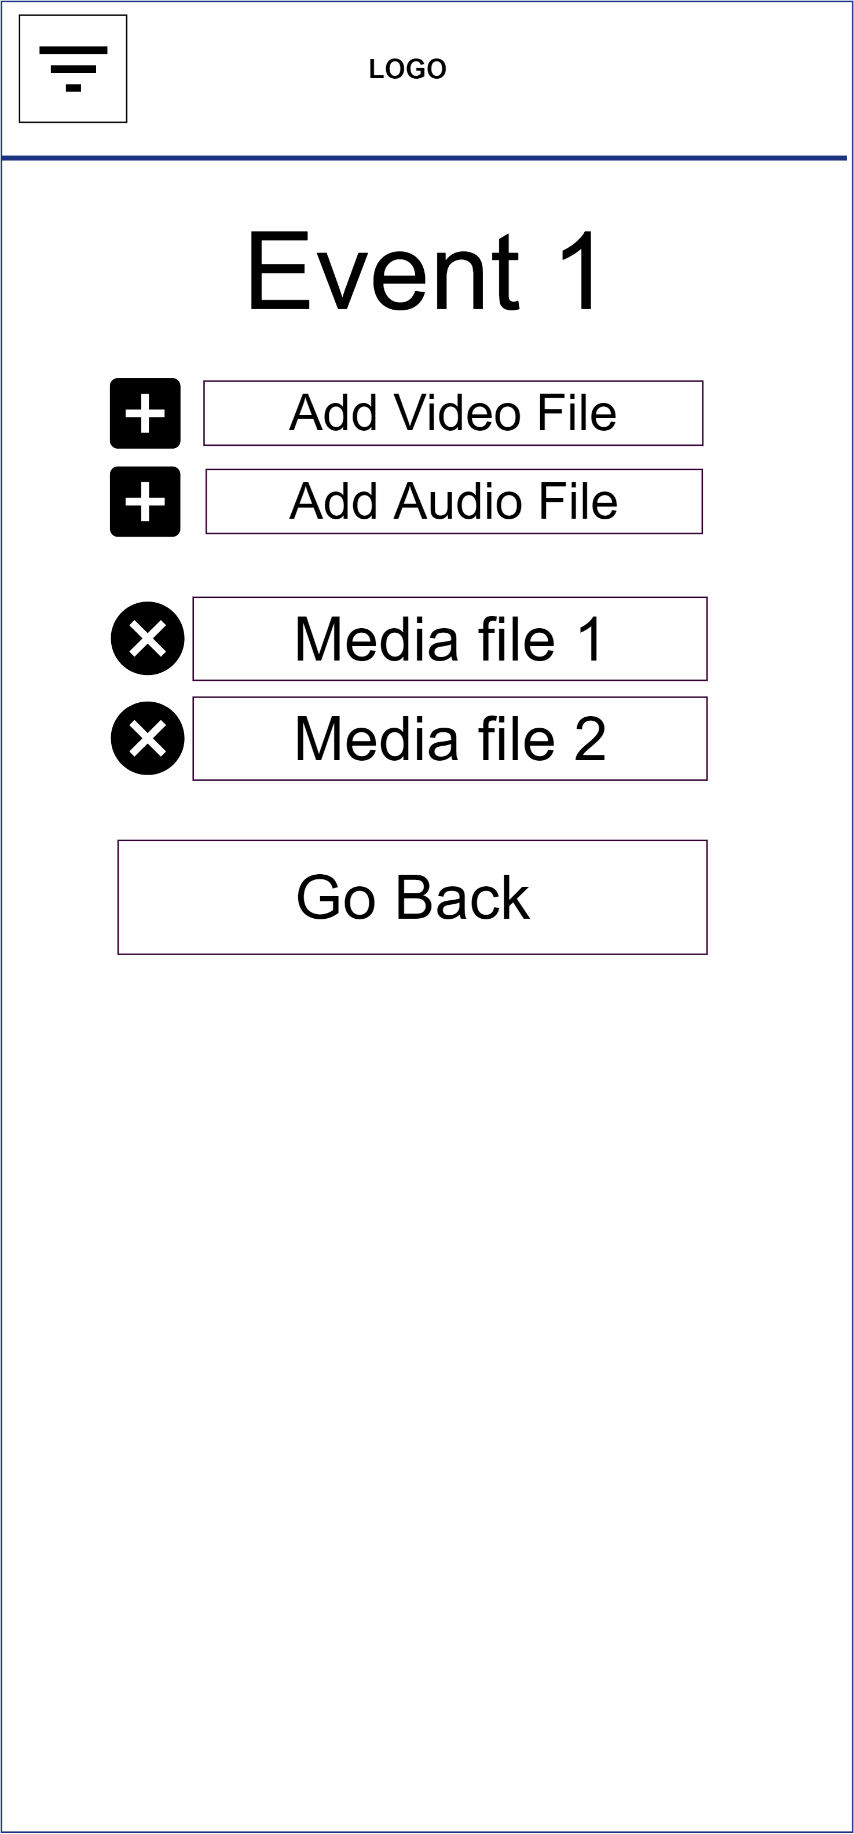 LOGO
Event 1
Add Video File
Add Audio File
Media file 1
Media file 2
Go Back